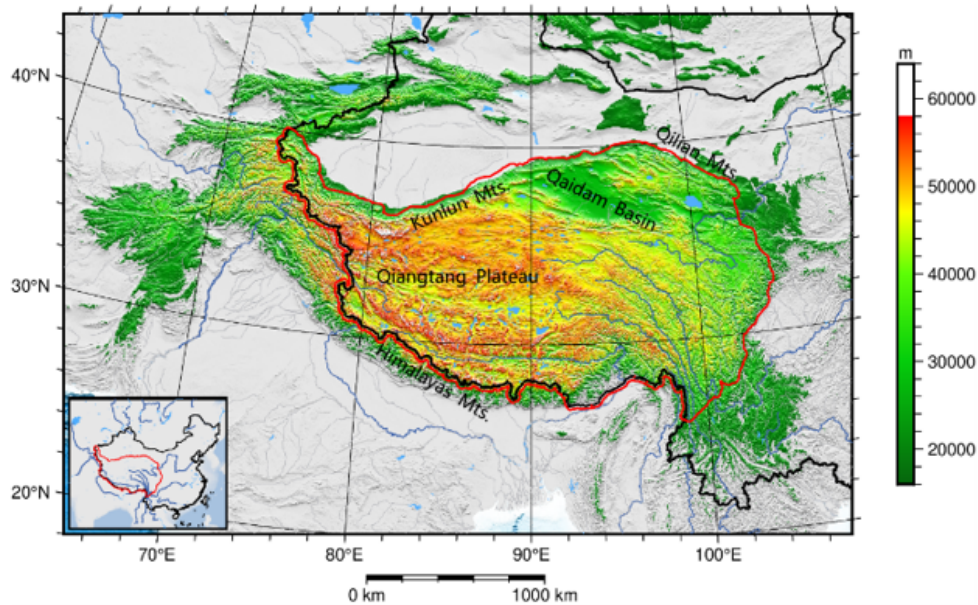 40°N
30°N
20°N
70°E
80°E
90°E
100°E
Qilian Mts.
Qaidam Basin
Kunlun Mts.
Qiangtang Plateau
Himalayas Mts.
m
60000
50000
40000
30000
20000
0 km
1000 km